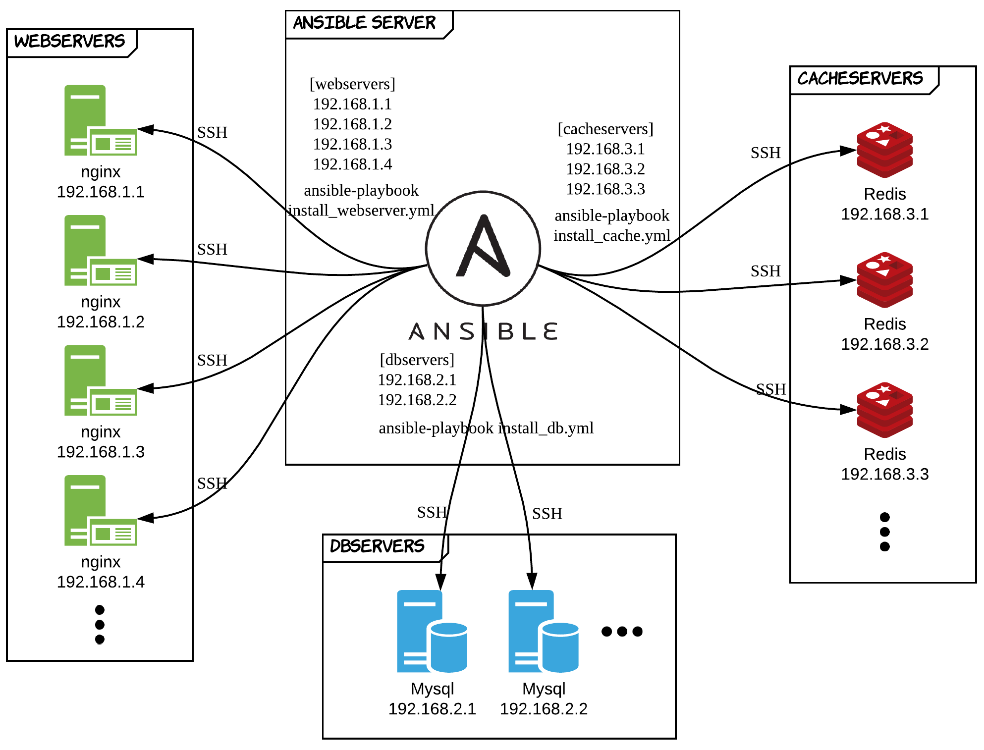 WEBSERVERS
nginx
192.168.1.1
nginx
192.168.1.2
nginx
192.168.1.3
nginx
192.168.1.4
SSH
SSH
SSH
SSH
ANSIBLE SERVER
[webservers]
192.168.1.1
192.168.1.2
192.168.1.3
192.168.1.4
ansible-playbook
install_webserver.yml
[cacheservers]
192.168.3.1
192.168.3.2
192.168.3.3
ansible-playbook
install_cache.yml
A
ANSIBLE
[dbservers]
192.168.2.1
192.168.2.2
ansible-playbook install_db.yml
SSH
SSH
SSH
CACHESERVERS
Redis
192.168.3.1
Redis
192.168.3.2
Redis
192.168.3.3
SSH
SSH
DBSERVERS
Mysql
192.168.2.1
Mysql
192.168.2.2